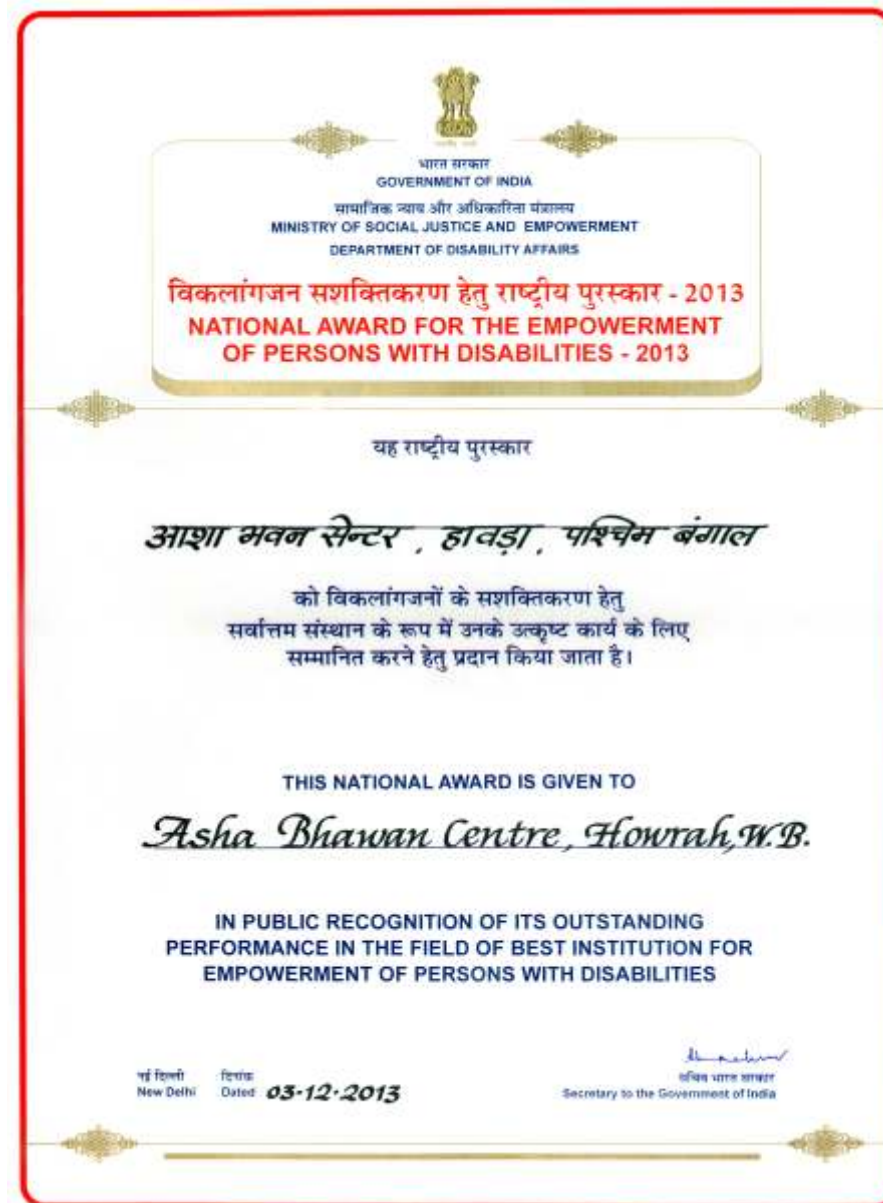 भारत सरकार
GOVERNMENT OF INDIA
सामाजिक न्याय और अधिकारिता मंत्रालय
MINISTRY OF SOCIAL JUSTICE AND EMPOWERMENT
DEPARTMENT OF DISABILITY AFFAIRS
विकलांगजन सशक्तिकरण हेतु राष्ट्रीय पुरस्कार - 2013
NATIONAL AWARD FOR THE EMPOWERMENT
OF PERSONS WITH DISABILITIES - 2013
यह राष्ट्रीय पुरस्कार
आशा भवन सेन्टर, हावड़ा, पश्चिम बंगाल
को विकलांगजनों के सशक्तिकरण हेतु
सर्वोत्तम संस्थान के रूप में उनके उत्कृष्ट कार्य के लिए
सम्मानित करने हेतु प्रदान किया जाता है।
THIS NATIONAL AWARD IS GIVEN TO
Asha Bhawan Centre, Howrah, W.B.
IN PUBLIC RECOGNITION OF ITS OUTSTANDING
PERFORMANCE IN THE FIELD OF BEST INSTITUTION FOR
EMPOWERMENT OF PERSONS WITH DISABILITIES
नई दिल्ली दिनांक
New Delhi Dated 03-12-2013
सचिव भारत सरकार
Secretary to the Government of India